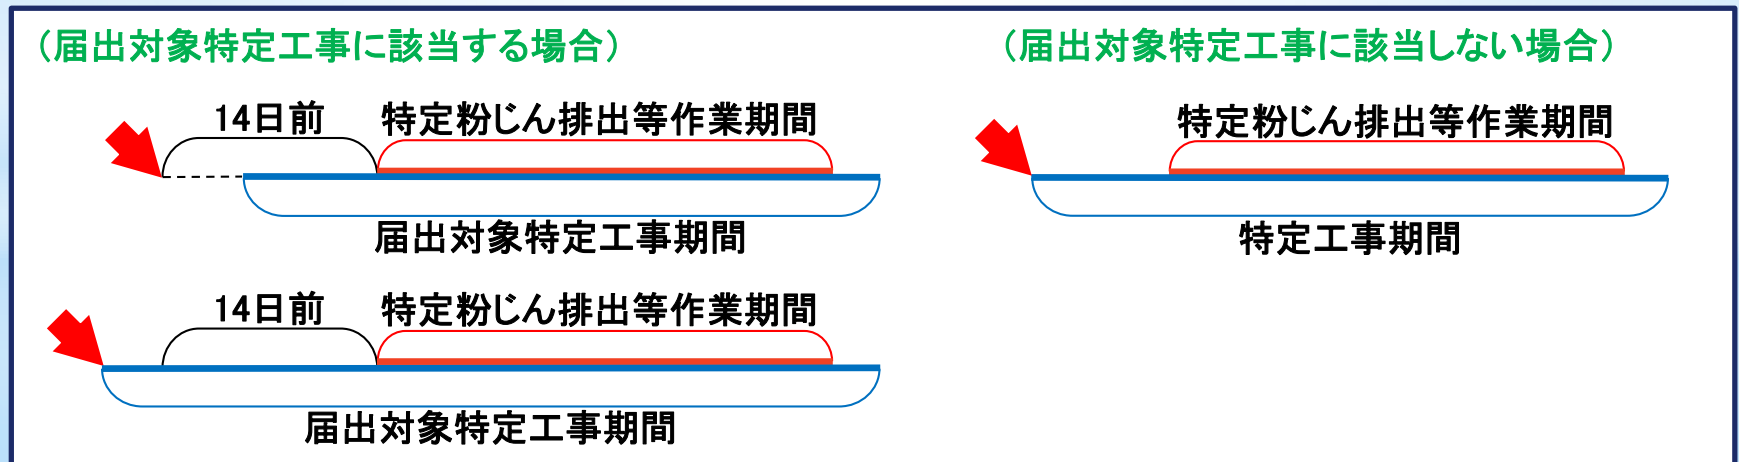 （届出対象特定工事に該当する場合）
14日前
特定粉じん排出等作業期間
届出対象特定工事期間
14日前
特定粉じん排出等作業期間
届出対象特定工事期間
（届出対象特定工事に該当しない場合）
特定粉じん排出等作業期間
特定工事期間